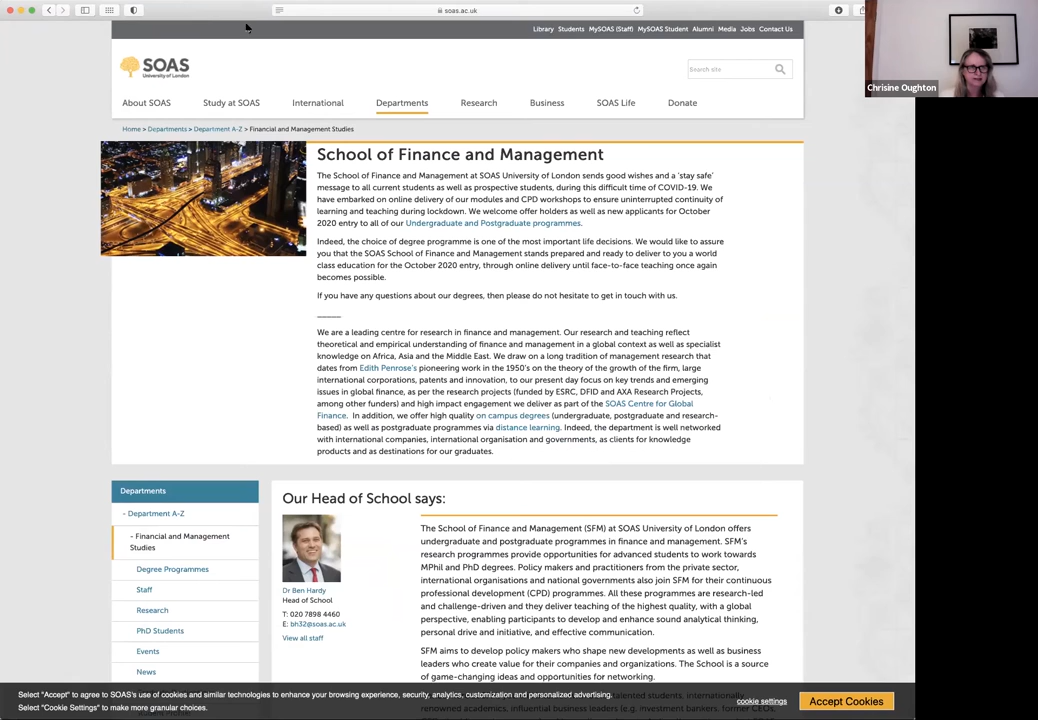 soas.ac.uk
Library Students MySOAS (Staff) MySOAS Student Alumni Media Jobs Contact Us
SOAS
University of London
Search site
About SOAS Study at SOAS International Departments Research Business SOAS Life Donate
Chrisine Oughton
Home > Departments > Department A-Z > Financial and Management Studies
School of Finance and Management
The School of Finance and Management at SOAS University of London sends good wishes and a 'stay safe'
message to all current students as well as prospective students, during this difficult time of COVID-19. We
have embarked on online delivery of our modules and CPD workshops to ensure uninterrupted continuity of
learning and teaching during lockdown. We welcome offer holders as well as new applicants for October
2020 entry to all of our Undergraduate and Postgraduate programmes.
Indeed, the choice of degree programme is one of the most important life decisions. We would like to assure
you that the SOAS School of Finance and Management stands prepared and ready to deliver to you a world
class education for the October 2020 entry, through online delivery until face-to-face teaching once again
becomes possible.
If you have any questions about our degrees, then please do not hesitate to get in touch with us.
_____
We are a leading centre for research in finance and management. Our research and teaching reflect
theoretical and empirical understanding of finance and management in a global context as well as specialist
knowledge on Africa, Asia and the Middle East. We draw on a long tradition of management research that
dates from Edith Penrose's pioneering work in the 1950's on the theory of the growth of the firm, large
international corporations, patents and innovation, to our present day focus on key trends and emerging
issues in global finance, as per the research projects (funded by ESRC, DFID and AXA Research Projects,
among other funders) and high impact engagement we deliver as part of the SOAS Centre for Global
Finance. In addition, we offer high quality on campus degrees (undergraduate, postgraduate and research-
based) as well as postgraduate programmes via distance learning. Indeed, the department is well networked
with international companies, international organisation and governments, as clients for knowledge
products and as destinations for our graduates.
Departments
- Department A-Z
- Financial and Management
Studies
Degree Programmes
Staff
Research
PhD Students
Events
News
Our Head of School says:
Dr Ben Hardy
Head of School
T: 020 7898 4460
E: bh32@soas.ac.uk
View all staff
The School of Finance and Management (SFM) at SOAS University of London offers
undergraduate and postgraduate programmes in finance and management. SFM's
research programmes provide opportunities for advanced students to work towards
MPhil and PhD degrees. Policy makers and practitioners from the private sector,
international organisations and national governments also join SFM for their continuous
professional development (CPD) programmes. All these programmes are research-led
and challenge-driven and they deliver teaching of the highest quality, with a global
perspective, enabling participants to develop and enhance sound analytical thinking,
personal drive and initiative, and effective communication.
SFM aims to develop policy makers who shape new developments as well as business
leaders who create value for their companies and organizations. The School is a source
of game-changing ideas and opportunities for networking.
Select "Accept" to agree to SOAS's use of cookies and similar technologies to enhance your browsing experience, security, analytics, customization and personalized advertising.
Select "Cookie Settings" to make more granular choices.
cookie settings
Accept Cookies